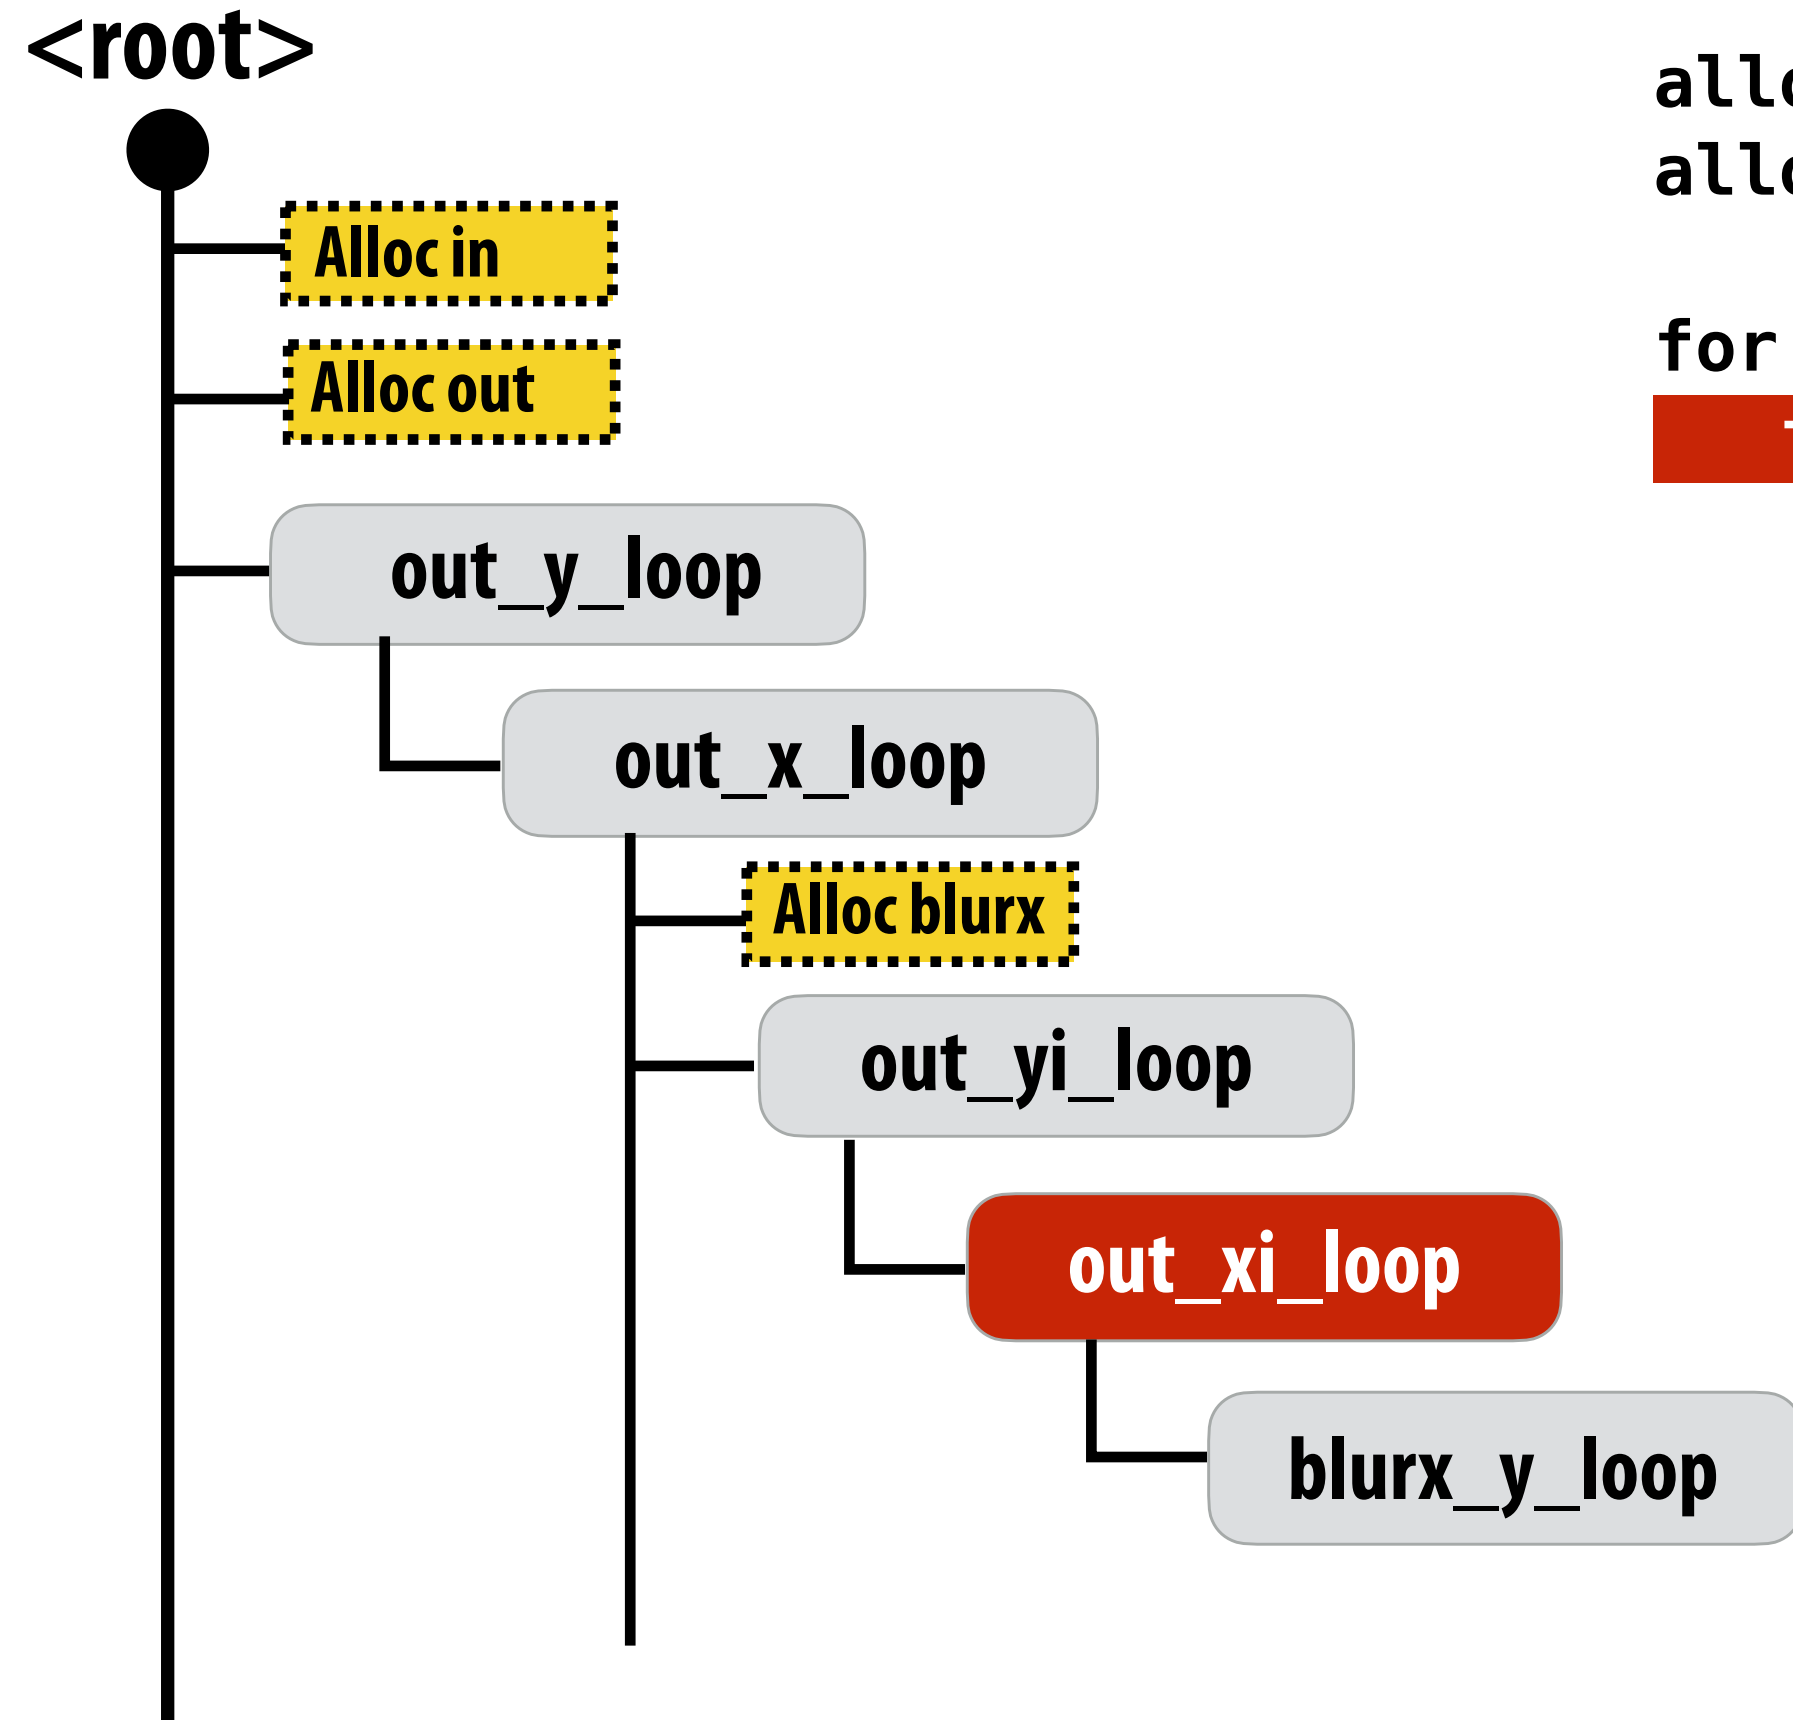 <root>
Alloc in
Alloc out
out_y_loop
out_x_loop
Alloc blurx
out_yi_loop
out_xi_loop
blurx_y_loop
for